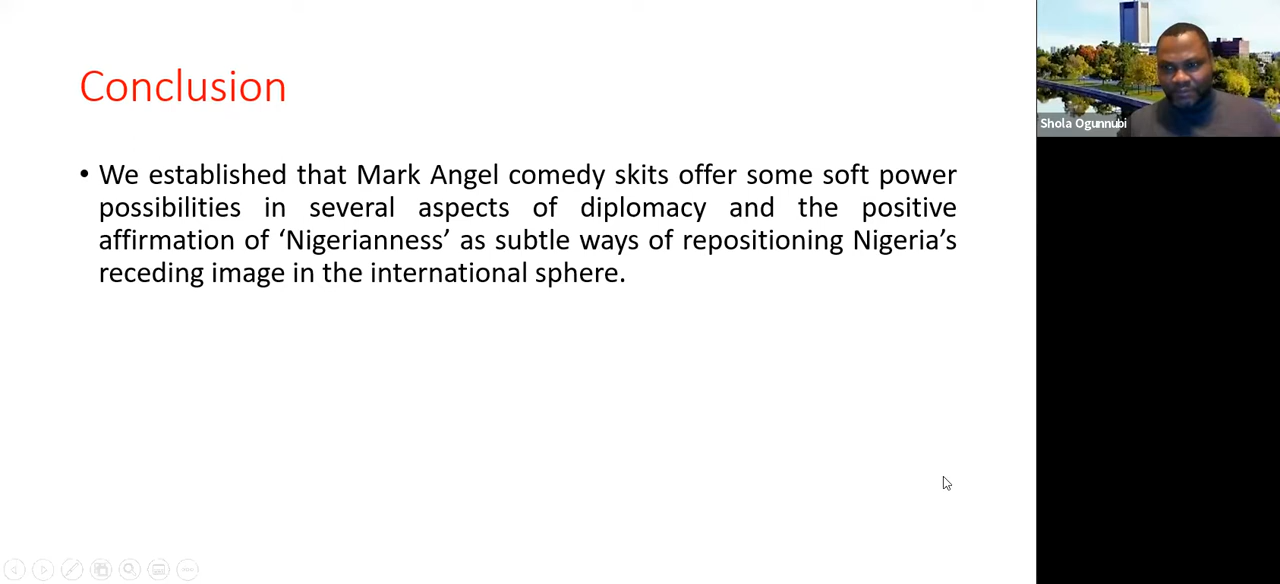 Conclusion
• We established that Mark Angel comedy skits offer some soft power
possibilities in several aspects of diplomacy and the positive
affirmation of ‘Nigerianness’ as subtle ways of repositioning Nigeria’s
receding image in the international sphere.
Shola Ogunnubi